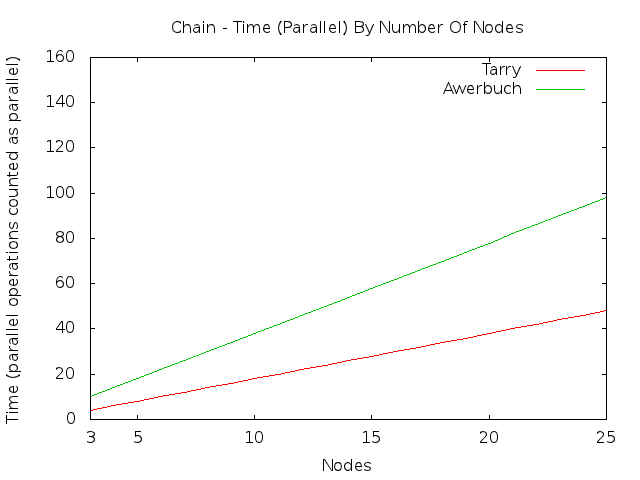 Chain - Time (Parallel) By Number Of Nodes
Time (parallel operations counted as parallel)
160
140
120
100
80
60
40
20
0
Tarry
Awerbuch
3 5 10 15 20 25
Nodes